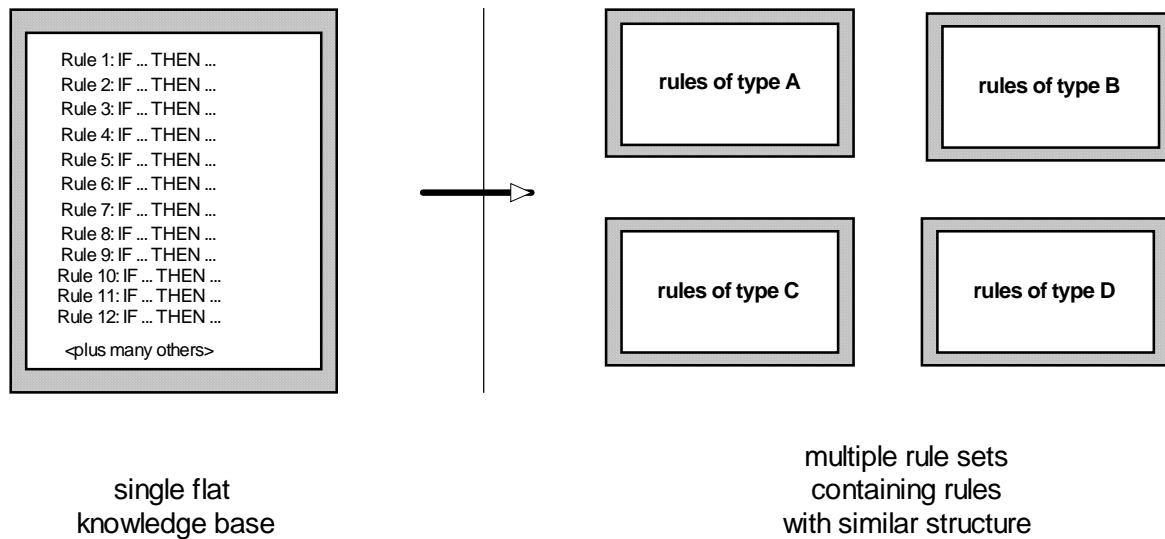 Rule 1: IF ... THEN ...
Rule 2: IF ... THEN ...
Rule 3: IF ... THEN ...
Rule 4: IF ... THEN ...
Rule 5: IF ... THEN ...
Rule 6: IF ... THEN ...
Rule 7: IF ... THEN ...
Rule 8: IF ... THEN ...
Rule 9: IF ... THEN ...
Rule 10: IF ... THEN ...
Rule 11: IF ... THEN ...
Rule 12: IF ... THEN ...
<plus many others>
single flat
knowledge base
rules of type A
rules of type B
rules of type C
rules of type D
multiple rule sets
containing rules
with similar structure